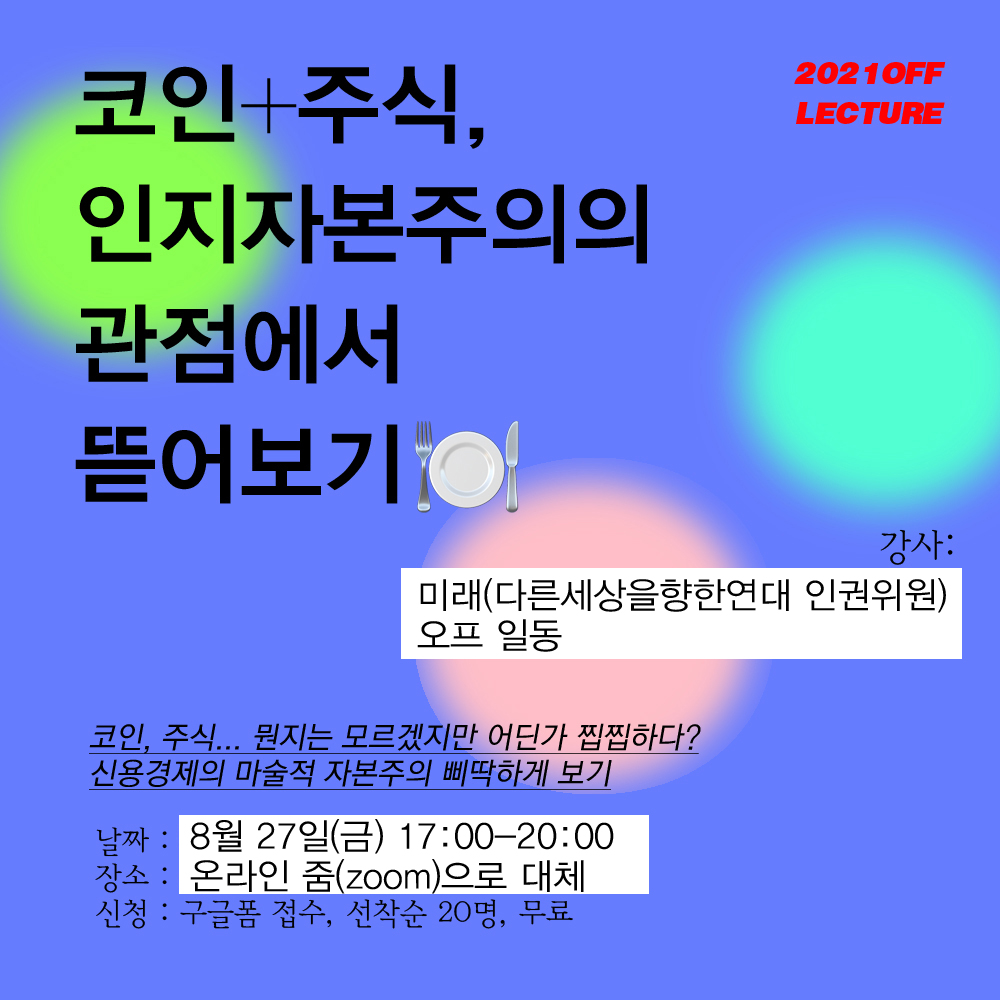 코인+주식,
인지자본주의의
관점에서
뜯어보기
2021OFF
LECTURE
강사:
미래(다른세상을향한연대 인권위원)
오프 일동
코인, 주식... 뭔지는 모르겠지만 어딘가 찝찝하다?
신용경제의 마술적 자본주의 삐딱하게 보기
날짜 : 8월 27일(금) 17:00-20:00
장소 : 온라인 줌(zoom)으로 대체
신청 : 구글폼 접수, 선착순 20명, 무료